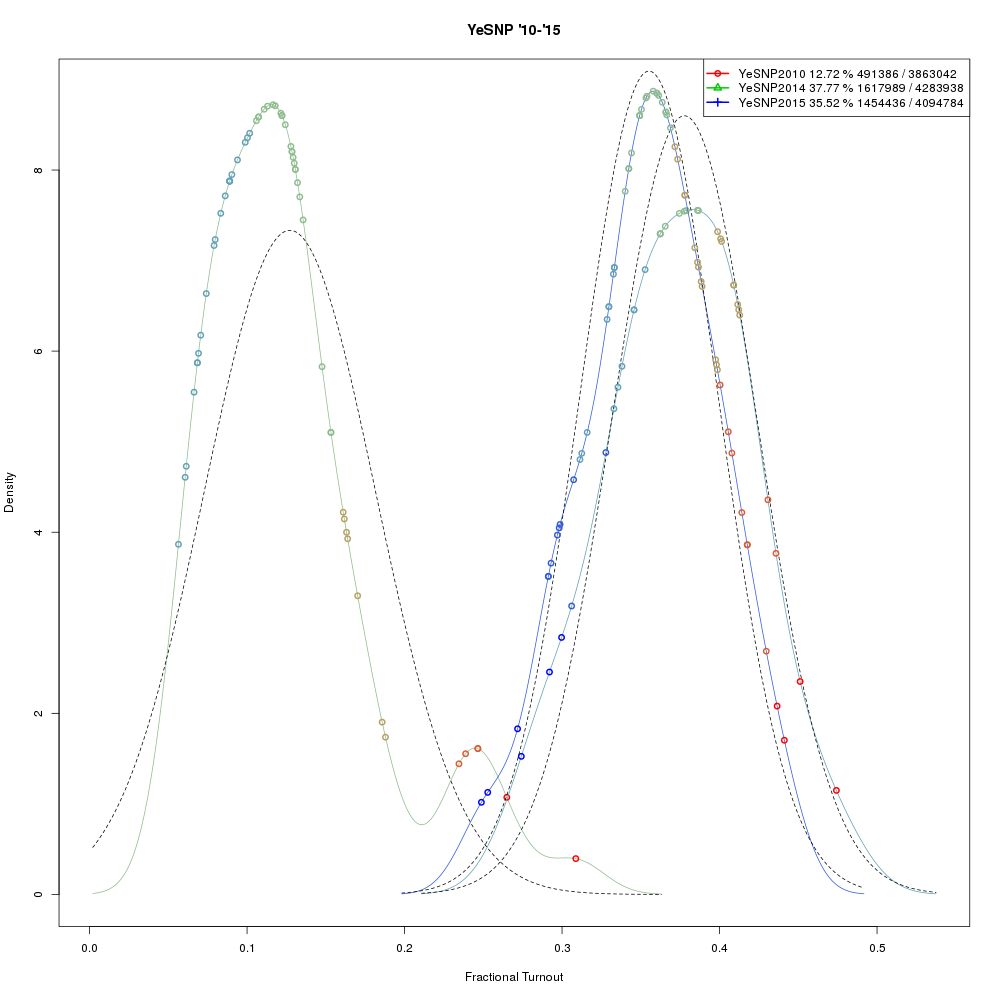 YeSNP '10-'15
YeSNP2010 12.72 % 491386 / 3863042
YeSNP2014 37.77 % 1617989 / 4283938
YeSNP2015 35.52 % 1454436 / 4094784
Density
8
6
4
2
0
0.0 0.1 0.2 0.3 0.4 0.5
Fractional Turnout